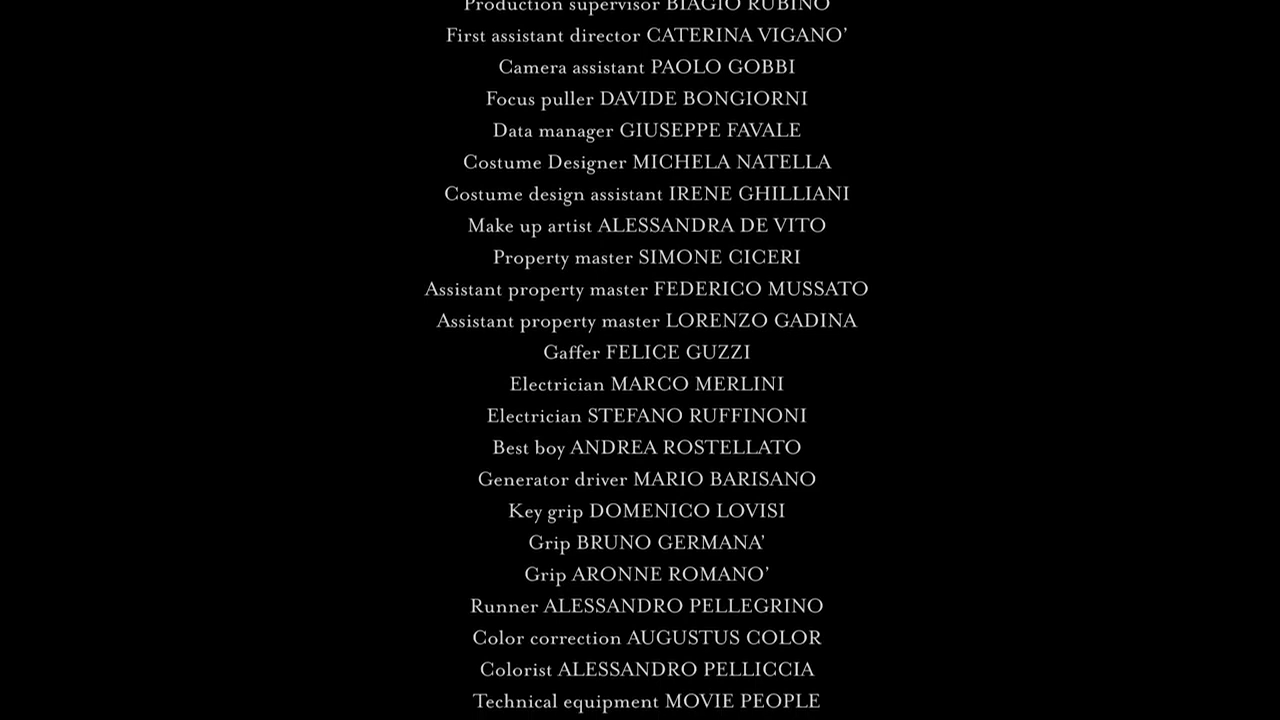 Production supervisor BIAGIO RUBINO
First assistant director CATERINA VIGANO’
Camera assistant PAOLO GOBBI
Focus puller DAVIDE BONGIORNI
Data manager GIUSEPPE FAVALE
Costume Designer MICHELA NATELLA
Costume design assistant IRENE GHILLIANI
Make up artist ALESSANDRA DE VITO
Property master SIMONE CICERI
Assistant property master FEDERICO MUSSATO
Assistant property master LORENZO GADINA
Gaffer FELICE GUZZI
Electrician MARCO MERLINI
Electrician STEFANO RUFFINONI
Best boy ANDREA ROSTELLATO
Generator driver MARIO BARISANO
Key grip DOMENICO LOVISI
Grip BRUNO GERMANA’
Grip ARONNE ROMANO’
Runner ALESSANDRO PELLEGRINO
Color correction AUGUSTUS COLOR
Colorist ALESSANDRO PELLICCIA
Technical equipment MOVIE PEOPLE